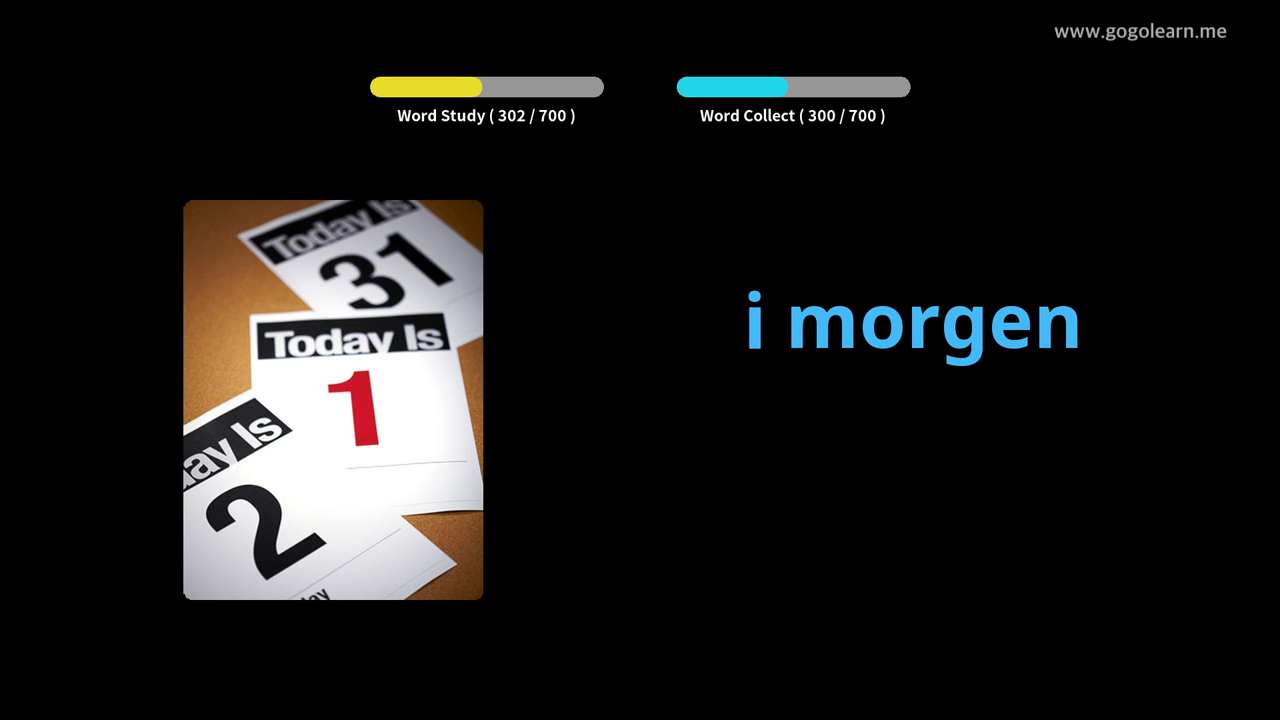 www.gogolearn.me
Word Study ( 302 / 700 )
Word Collect ( 300 / 700 )
Today Is
31
Today Is
1
ay Is
2
ay
i morgen